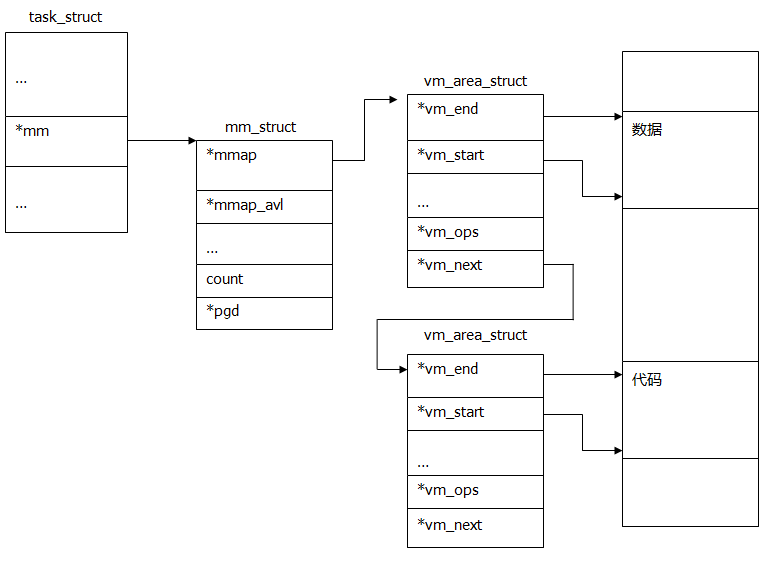 task_struct
...
*mm
...
mm_struct
*mmap
*mmap_avl
...
count
*pgd
vm_area_struct
*vm_end
*vm_start
...
*vm_ops
*vm_next
vm_area_struct
*vm_end
*vm_start
...
*vm_ops
*vm_next
数据
代码